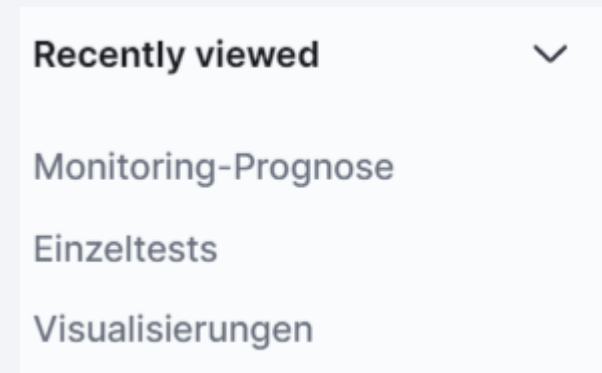 Recently viewed
Monitoring-Prognose
Einzeltests
Visualisierungen